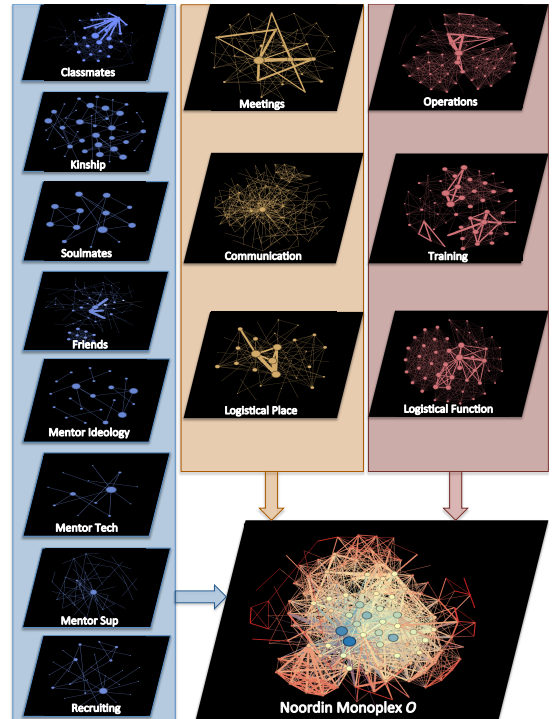 Classmates
Kinship
Soulmates
Friends
Mentor Ideology
Mentor Tech
Mentor Sup
Recruiting
Meetings
Communication
Logistical Place
Operations
Training
Logistical Function
Noordin Monoplex O